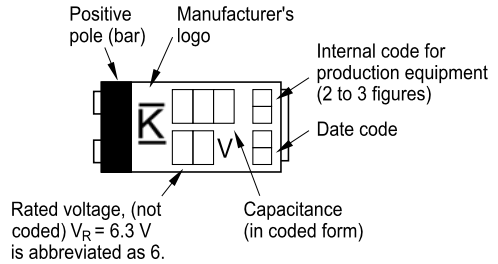 Positive
pole (bar)
Manufacturer's
logo
Internal code for
production equipment
(2 to 3 figures)
Date code
K
V
Rated voltage, (not
coded) VR = 6.3 V
is abbreviated as 6.
Capacitance
(in coded form)